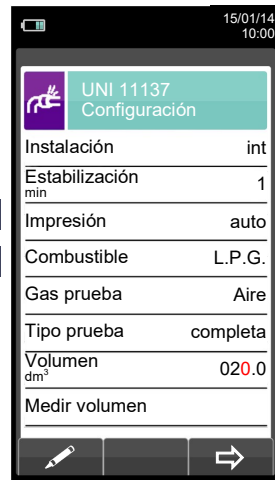 15/01/14
10:00
UNI 11137
Configuración
Instalación int
Estabilización 1
min
Impresión auto
Combustible L.P.G.
Gas prueba Aire
Tipo prueba completa
Volumen 020.0
dm³
Medir volumen